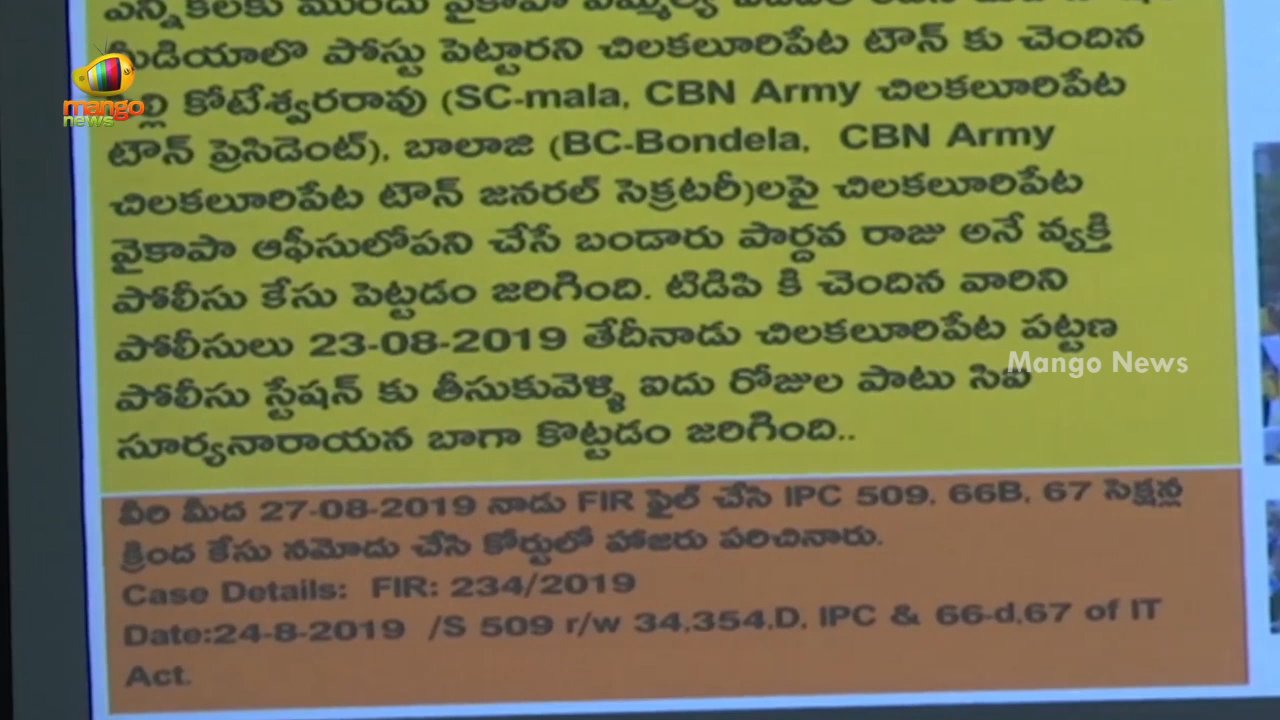 ఎన్నికలకు ముందు వైకాపా
మీడియాలొ పోస్టు పెట్టారని చిలకలూరిపేట టౌన్ కు చెందిన
కోటేశ్వరరావు (SC-mala, CBN Army చిలకలూరిపేట
టౌన్ ప్రెసిడెంట్), బాలాజి (BC-Bondela, CBN Army
చిలకలూరిపేట టౌన్ జనరల్ సెక్రటరీ)లపై చిలకలూరిపేట
వైకాపా ఆఫీసులోపని చేసే బండారు పార్దవ రాజు అనే వ్యక్తి
పోలీసు కేసు పెట్టడం జరిగింది. టిడిపి కి చెందిన వారిని
పోలీసులు 23-08-2019 తేదీనాడు చిలకలూరిపేట పట్టణ
పోలీసు స్టేషన్ కు తీసుకువెళ్ళి ఐదు రోజుల పాటు సిఐ
సూర్యనారాయన బాగా కొట్టడం జరిగింది..
వీరి మీద 27-08-2019 నాడు FIR ఫైల్ చేసి IPC 509, 66B, 67 సెక్షన్ల
క్రింద కేసు నమోదు చేసి కోర్టులో హాజరు పరిచినారు.
Case Details: FIR: 234/2019
Date:24-8-2019 /S 509 r/w 34,354,D, IPC & 66-d,67 of IT
Act.
mango
news
Mango News